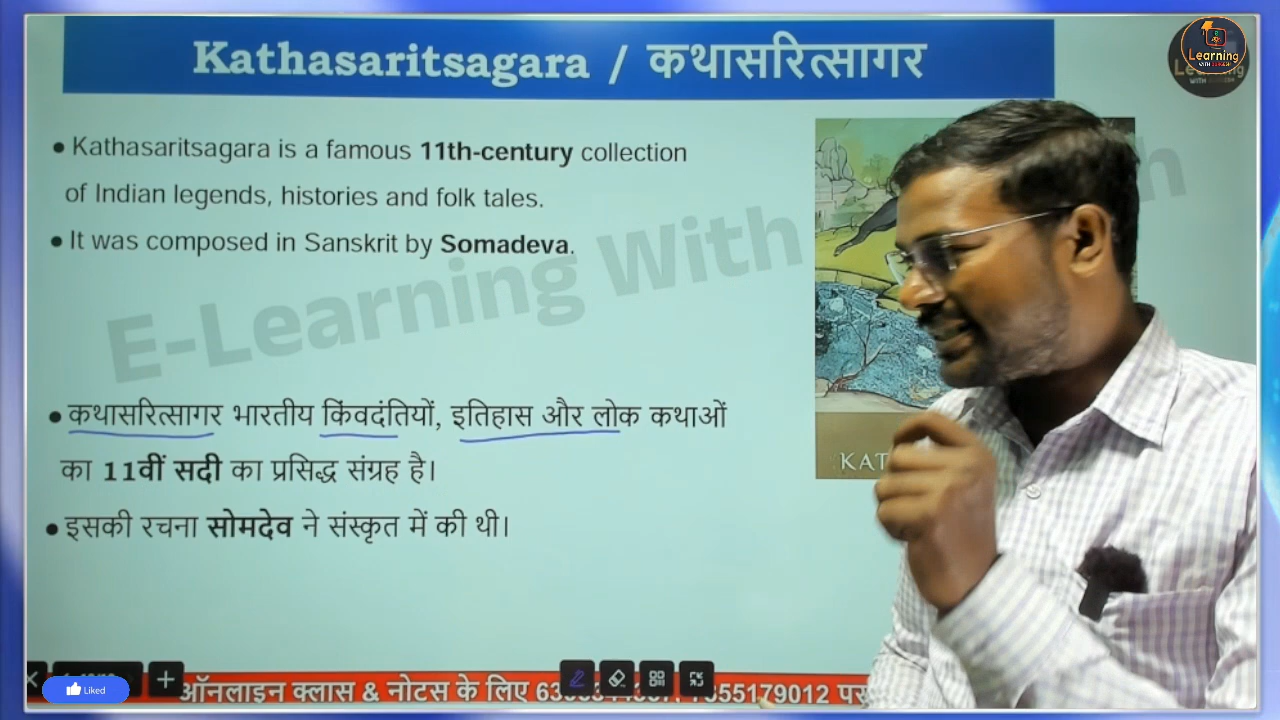 Kathasaritsagara / कथासरित्सागर
Learning
WITH
• Kathasaritsagara is a famous 11th-century collection
of Indian legends, histories and folk tales.
• It was composed in Sanskrit by Somadeva.
E-Learning With
• कथासरित्सागर भारतीय किंवदंतियों, इतिहास और लोक कथाओं
का 11वीं सदी का प्रसिद्ध संग्रह है।
• इसकी रचना सोमदेव ने संस्कृत में की थी।
KAT
Liked
ऑनलाइन क्लास & नोटस के लिए